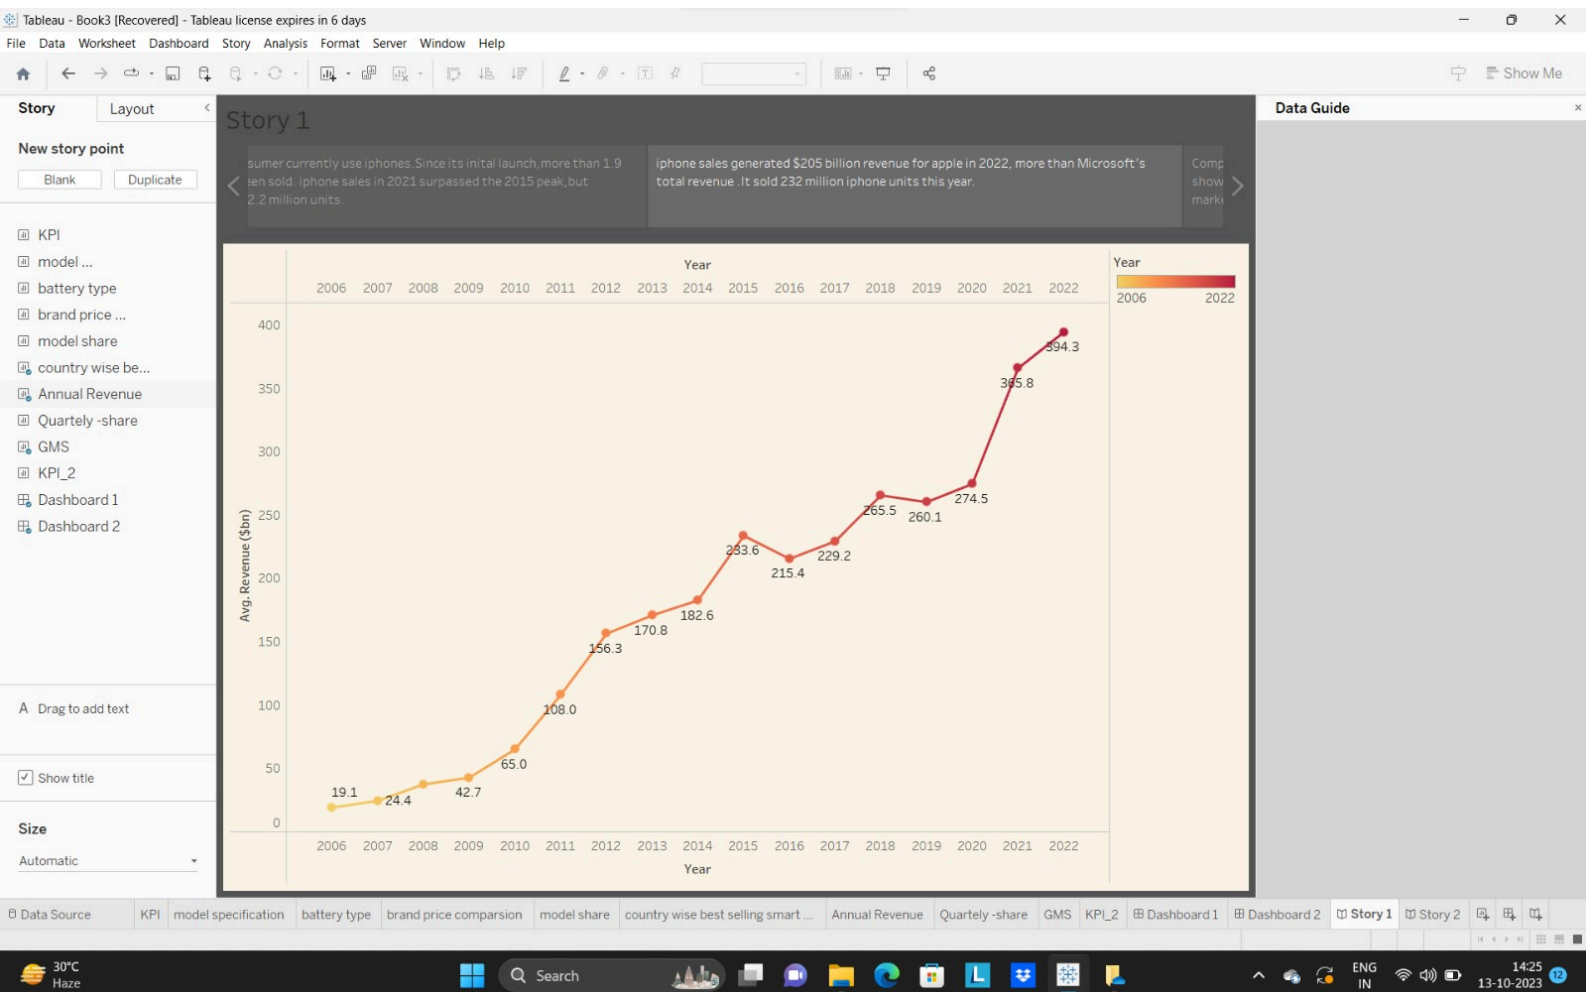 Tableau - Book3 [Recovered] - Tableau license expires in 6 days
File Data Worksheet Dashboard Story Analysis Format Server Window Help
Show Me
Story Layout
New story point
Blank Duplicate
KPI
model ...
battery type
brand price ...
model share
country wise be...
Annual Revenue
Quartely -share
GMS
KPI_2
Dashboard 1
Dashboard 2
A Drag to add text
Show title
Size
Automatic
Story 1
sumer currently use iphones.Since its inital launch,more than 1.9
een sold. iphone sales in 2021 surpassed the 2015 peak,but
2.2 million units.
iphone sales generated $205 billion revenue for apple in 2022, more than Microsoft's
total revenue .It sold 232 million iphone units this year.
Comp
show
marke
Year
2006 2007 2008 2009 2010 2011 2012 2013 2014 2015 2016 2017 2018 2019 2020 2021 2022
Avg. Revenue ($bn)
400
350
300
250
200
150
100
50
0
19.1
24.4
42.7
65.0
108.0
156.3
170.8
182.6
233.6
215.4
229.2
265.5
260.1
274.5
365.8
394.3
2006 2007 2008 2009 2010 2011 2012 2013 2014 2015 2016 2017 2018 2019 2020 2021 2022
Year
Year
2006 2022
Data Guide
Data Source KPI model specification battery type brand price comparsion model share country wise best selling smart ... Annual Revenue Quartely -share GMS KPI_2 Dashboard 1 Dashboard 2 Story 1 Story 2
30°C
Haze
Search
L
ENG
IN
14:25
13-10-2023
12